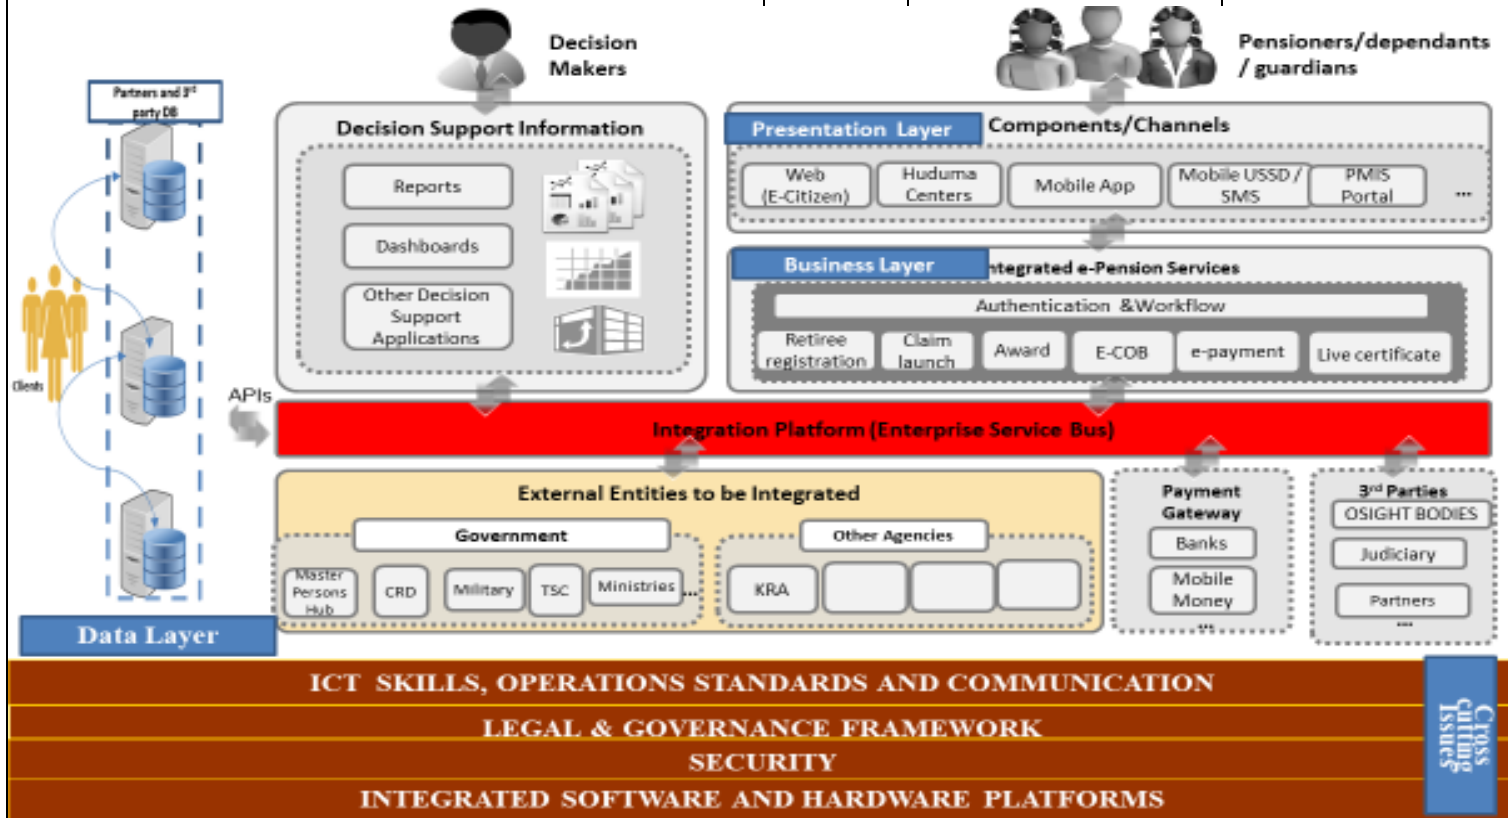 Decision
Makers
Pensioners/dependants
/ guardians
Partners and 3rd
party DB
Clients
APIs
Data Layer
Decision Support Information
Reports
Dashboards
Other Decision
Support
Applications
Presentation Layer
Components/Channels
Web
(E-Citizen)
Huduma
Centers
Mobile App
Mobile USSD /
SMS
PMIS
Portal
...
Business Layer
ntegrated e-Pension Services
Authentication &Workflow
Retiree
registration
Claim
launch
Award
E-COB
e-payment
Live certificate
Integration Platform (Enterprise Service Bus)
External Entities to be Integrated
Government
Master
Persons
Hub
CRD
Military
TSC
Ministries
...
Other Agencies
KRA
Payment
Gateway
Banks
Mobile
Money
...
3rd Parties
OSIGHT BODIES
Judiciary
Partners
...
ICT SKILLS, OPERATIONS STANDARDS AND COMMUNICATION
LEGAL & GOVERNANCE FRAMEWORK
SECURITY
INTEGRATED SOFTWARE AND HARDWARE PLATFORMS
Cross
cutting
Issues